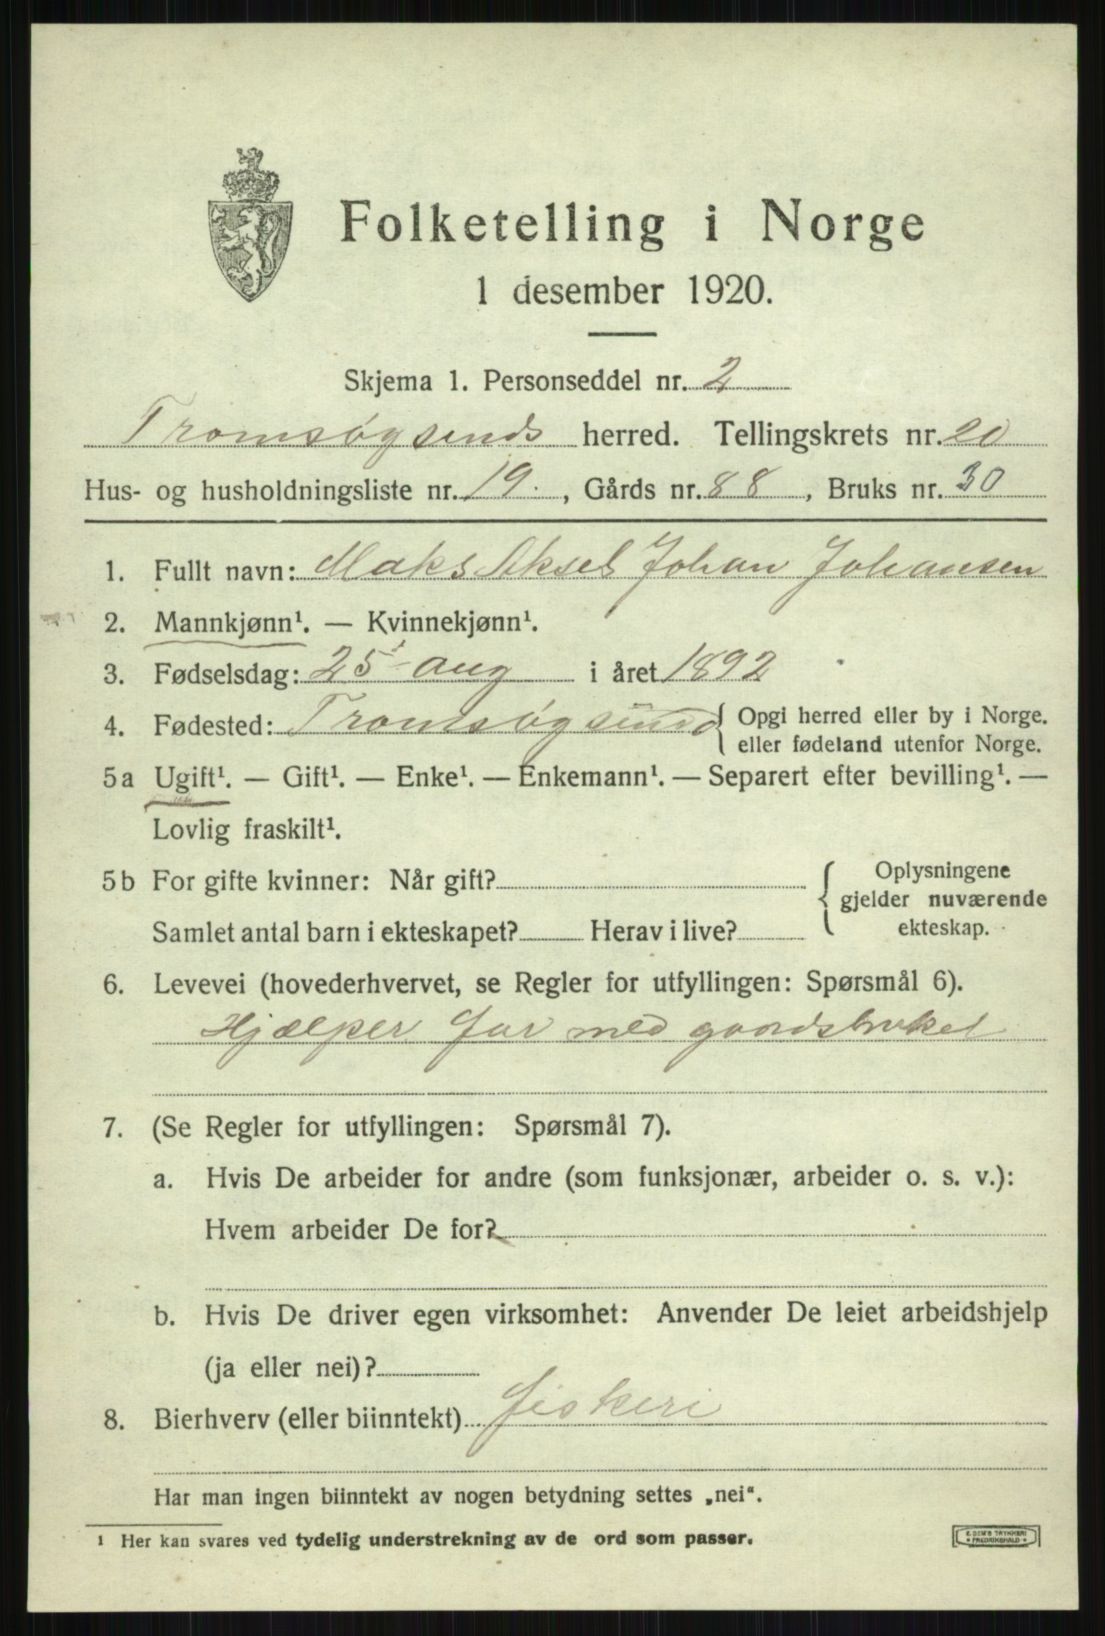 Folketelling i Norge
1 desember 1920.
Skjema 1. Personseddel nr. 2
Tromsøysunds herred. Tellingskrets nr. 20
Hus- og husholdningsliste nr. 19. , Gårds nr. 88 , Bruks nr. 30
1. Fullt navn: Maks Aksel Johan Johansen
2. Mannkjønn¹. — Kvinnekjønn¹.
3. Fødselsdag: 25 aug i året 1892
4. Fødested: Tromsøysund { Opgi herred eller by i Norge.
eller fødeland utenfor Norge.
5a Ugift¹. — Gift¹. — Enke¹. — Enkemann¹. — Separert efter bevilling¹. —
Lovlig fraskilt¹.
5b For gifte kvinner: Når gift?
Samlet antal barn i ekteskapet? Herav i live?
{ Oplysningene
gjelder nuværende
ekteskap.
6. Levevei (hovederhvervet, se Regler for utfyllingen: Spørsmål 6).
Hjælper far med gaardsbruket
7. (Se Regler for utfyllingen: Spørsmål 7).
a. Hvis De arbeider for andre (som funksjonær, arbeider o. s. v.):
Hvem arbeider De for?
b. Hvis De driver egen virksomhet: Anvender De leiet arbeidshjelp
(ja eller nei)?
8. Bierhverv (eller biinntekt) fiskeri
Har man ingen biinntekt av nogen betydning settes „nei“.
¹ Her kan svares ved tydelig understrekning av de ord som passer.
E. SEM'S TRYKKERI
• FREDRIKSHALD •